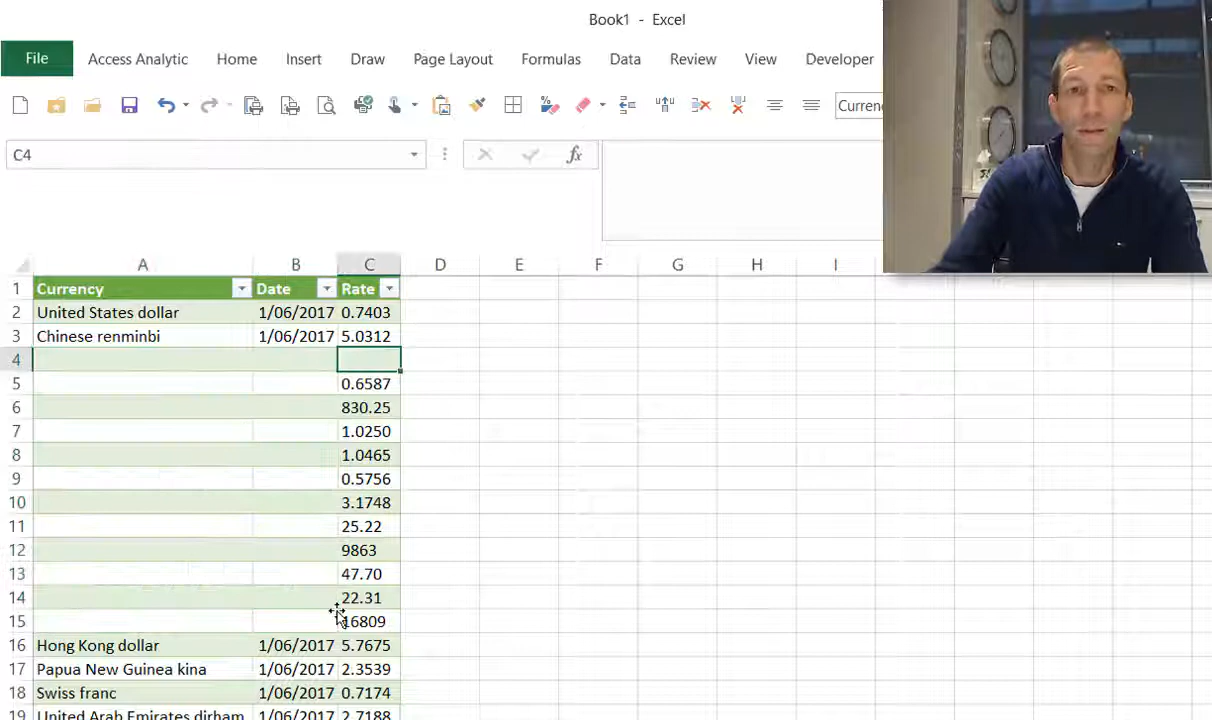 Book1 - Excel
File Access Analytic Home Insert Draw Page Layout Formulas Data Review View Developer
Currenc
C4 fx
A B C D E F G H I
1 Currency Date Rate
2 United States dollar 1/06/2017 0.7403
3 Chinese renminbi 1/06/2017 5.0312
4
5 0.6587
6 830.25
7 1.0250
8 1.0465
9 0.5756
10 3.1748
11 25.22
12 9863
13 47.70
14 22.31
15 16809
16 Hong Kong dollar 1/06/2017 5.7675
17 Papua New Guinea kina 1/06/2017 2.3539
18 Swiss franc 1/06/2017 0.7174
19 United Arab Emirates dirham 1/06/2017 2.7188